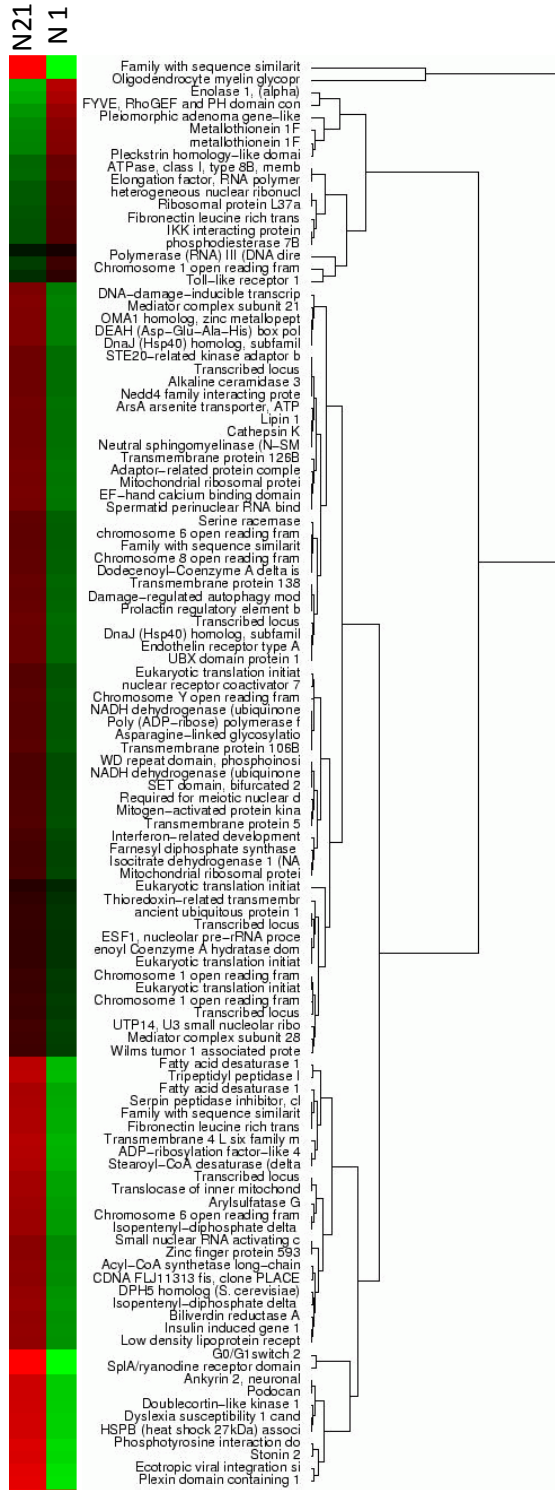 N21 N 1
Family with sequence similarit
Oligodendrocyte myelin glycopr
Enolase 1, (alpha)
FYVE, RhoGEF and PH domain con
Pleiomorphic adenoma gene-like
Metallothionein 1F
metallothionein 1F
Pleckstrin homology-like domai
ATPase, class I, type 8B, memb
Elongation factor, RNA polymer
heterogeneous nuclear ribonucl
Ribosomal protein L37a
Fibronectin leucine rich trans
IKK interacting protein
phosphodiesterase 7B
Polymerase (RNA) III (DNA dire
Chromosome 1 open reading fram
Toll-like receptor 1
DNA-damage-inducible transcrip
Mediator complex subunit 21
OMA1 homolog, zinc metallopept
DEAH (Asp-Glu-Ala-His) box pol
DnaJ (Hsp40) homolog, subfamil
STE20-related kinase adaptor b
Transcribed locus
Alkaline ceramidase 3
Nedd4 family interacting prote
ArsA arsenite transporter, ATP
Lipin 1
Cathepsin K
Neutral sphingomyelinase (N-SM
Transmembrane protein 126B
Adaptor-related protein comple
Mitochondrial ribosomal protei
EF-hand calcium binding domain
Spermatid perinuclear RNA bind
Serine racemase
chromosome 6 open reading fram
Family with sequence similarit
Chromosome 8 open reading fram
Dodecenoyl-Coenzyme A delta is
Transmembrane protein 138
Damage-regulated autophagy mod
Prolactin regulatory element b
Transcribed locus
DnaJ (Hsp40) homolog, subfamil
Endothelin receptor type A
UBX domain protein 1
Eukaryotic translation initiat
nuclear receptor coactivator 7
Chromosome Y open reading fram
NADH dehydrogenase (ubiquinone
Poly (ADP-ribose) polymerase f
Asparagine-linked glycosylatio
Transmembrane protein 106B
WD repeat domain, phosphoinosi
NADH dehydrogenase (ubiquinone
SET domain, bifurcated 2
Required for meiotic nuclear d
Mitogen-activated protein kina
Transmembrane protein 5
Interferon-related development
Farnesyl diphosphate synthase
Isocitrate dehydrogenase 1 (NA
Mitochondrial ribosomal protei
Eukaryotic translation initiat
Thioredoxin-related transmembr
ancient ubiquitous protein 1
Transcribed locus
ESF1, nucleolar pre-rRNA proce
enoyl Coenzyme A hydratase dom
Eukaryotic translation initiat
Chromosome 1 open reading fram
Eukaryotic translation initiat
Chromosome 1 open reading fram
Transcribed locus
UTP14, U3 small nucleolar ribo
Mediator complex subunit 28
Wilms tumor 1 associated prote
Fatty acid desaturase 1
Tripeptidyl peptidase I
Fatty acid desaturase 1
Serpin peptidase inhibitor, cl
Family with sequence similarit
Fibronectin leucine rich trans
Transmembrane 4 L six family m
ADP-ribosylation factor-like 4
Stearoyl-CoA desaturase (delta
Transcribed locus
Translocase of inner mitochond
Arylsulfatase G
Chromosome 6 open reading fram
Isopentenyl-diphosphate delta
Small nuclear RNA activating c
Zinc finger protein 593
Acyl-CoA synthetase long-chain
CDNA FLJ11313 fis, clone PLACE
DPH5 homolog (S. cerevisiae)
Isopentenyl-diphosphate delta
Biliverdin reductase A
Insulin induced gene 1
Low density lipoprotein recept
G0/G1switch 2
SplA/ryanodine receptor domain
Ankyrin 2, neuronal
Podocan
Doublecortin-like kinase 1
Dyslexia susceptibility 1 cand
HSPB (heart shock 27kDa) associ
Phosphotyrosine interaction do
Stonin 2
Ecotropic viral integration si
Plexin domain containing 1